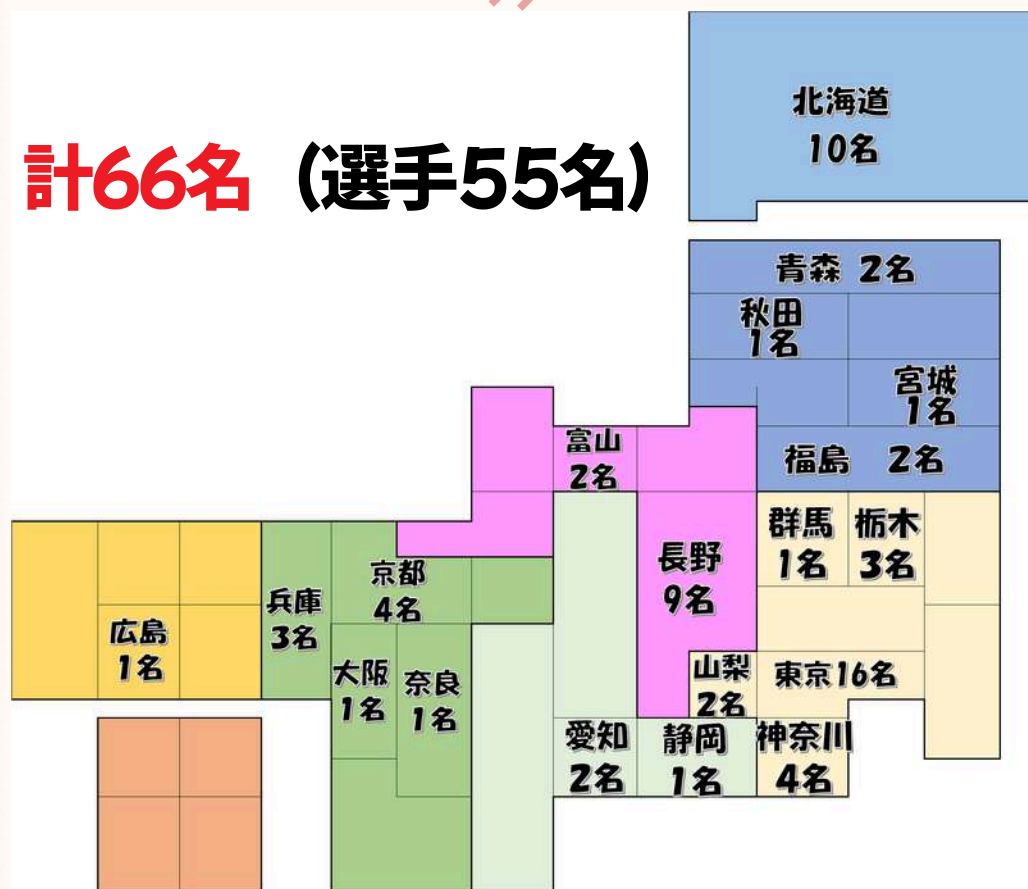 北海道
10名
計66名（選手55名）
青森 2名
秋田
1名
宮城
1名
福島 2名
富山
2名
長野
9名
群馬
1名
栃木
3名
兵庫
3名
京都
4名
広島
1名
大阪
1名
奈良
1名
山梨
2名
東京16名
愛知
2名
静岡
1名
神奈川
4名